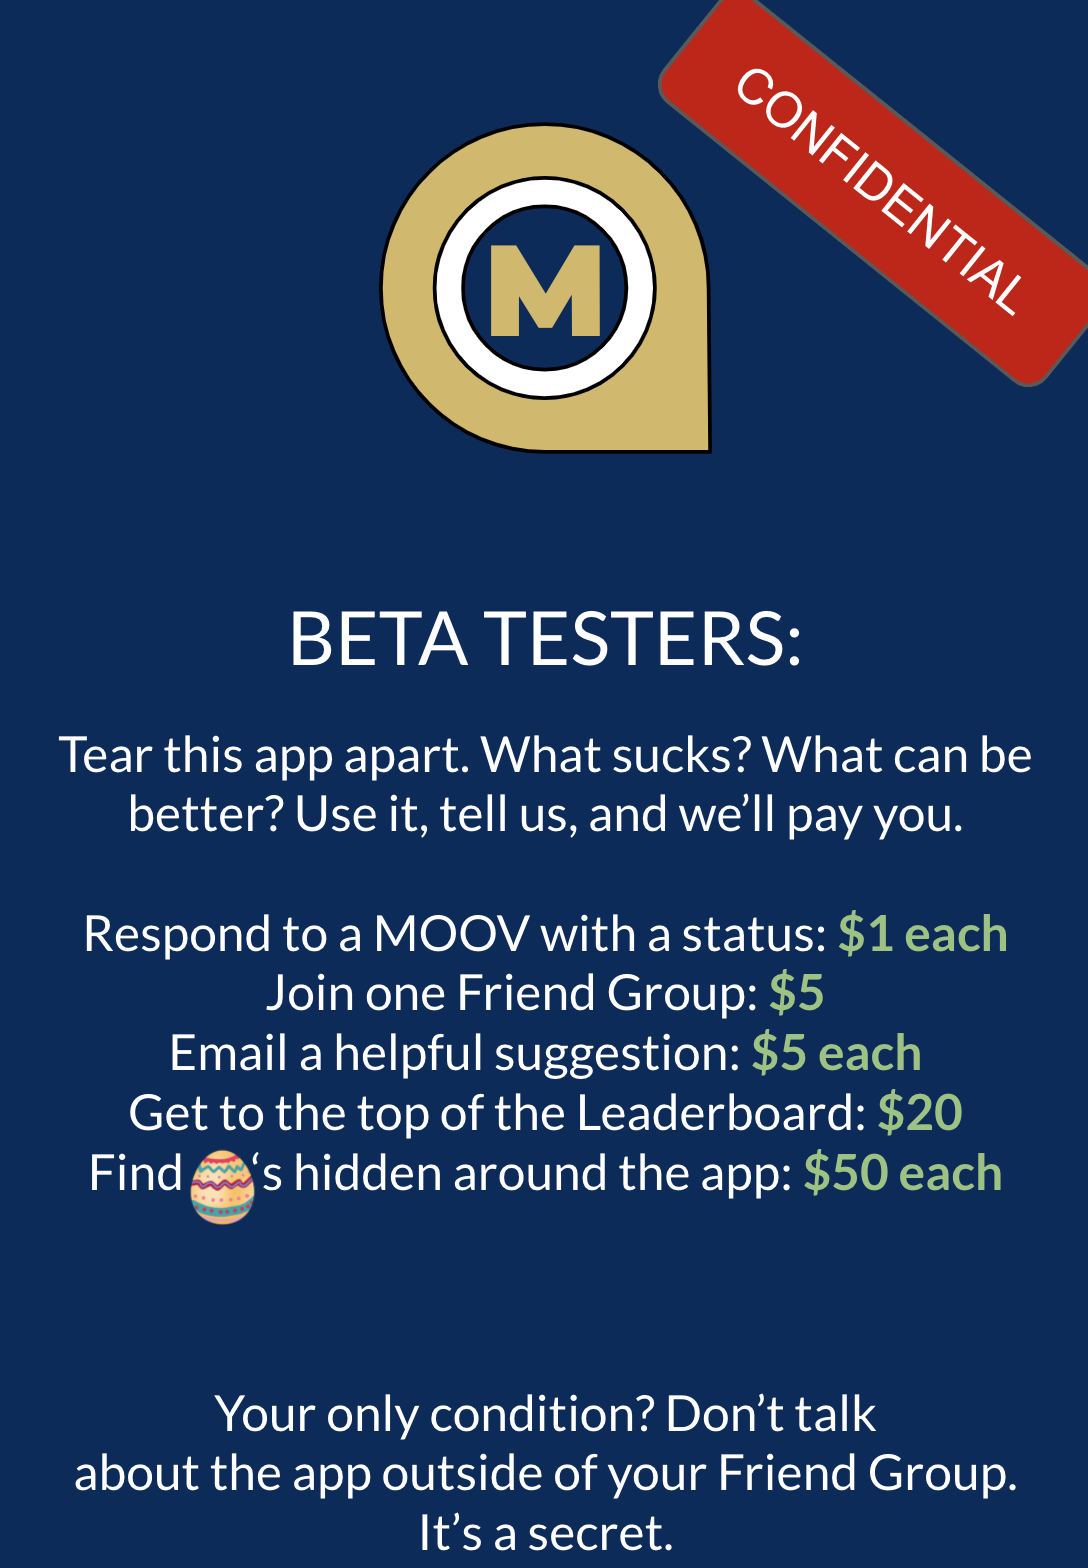 CONFIDENTIAL
M
BETA TESTERS:
Tear this app apart. What sucks? What can be
better? Use it, tell us, and we’ll pay you.
Respond to a MOOV with a status: $1 each
Join one Friend Group: $5
Email a helpful suggestion: $5 each
Get to the top of the Leaderboard: $20
Find ‘s hidden around the app: $50 each
Your only condition? Don’t talk
about the app outside of your Friend Group.
It’s a secret.